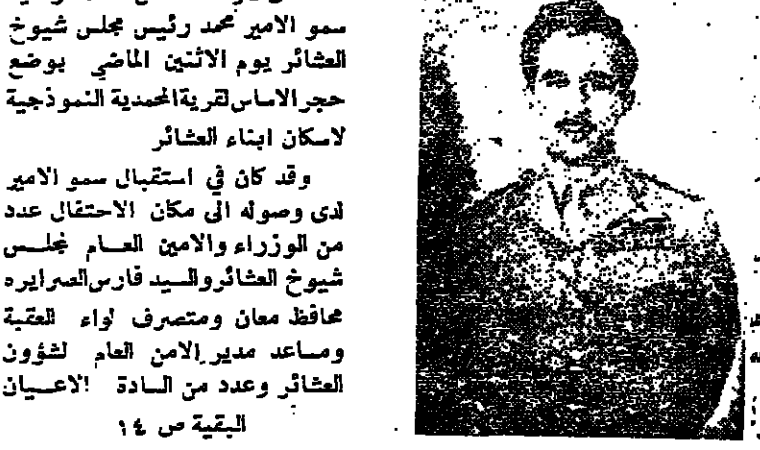 سمو الامير محمد رئيس مجلس شيوخ
العشائر يوم الاثنين الماضي بوضع
حجر الاساس لقرية المحمدية النموذجية
لاسكان ابناء العشائر
وقد كان في استقبال سمو الامير
لدى وصوله الى مكان الاحتفال عدد
من الوزراء والامين العام لمجلس
شيوخ العشائر والسيد فارس الصرايره
محافظ معان ومتصرف لواء العقبة
ومساعد مدير الامن العام لشؤون
العشائر وعدد من السادة الاعيان
البقية ص ١٤